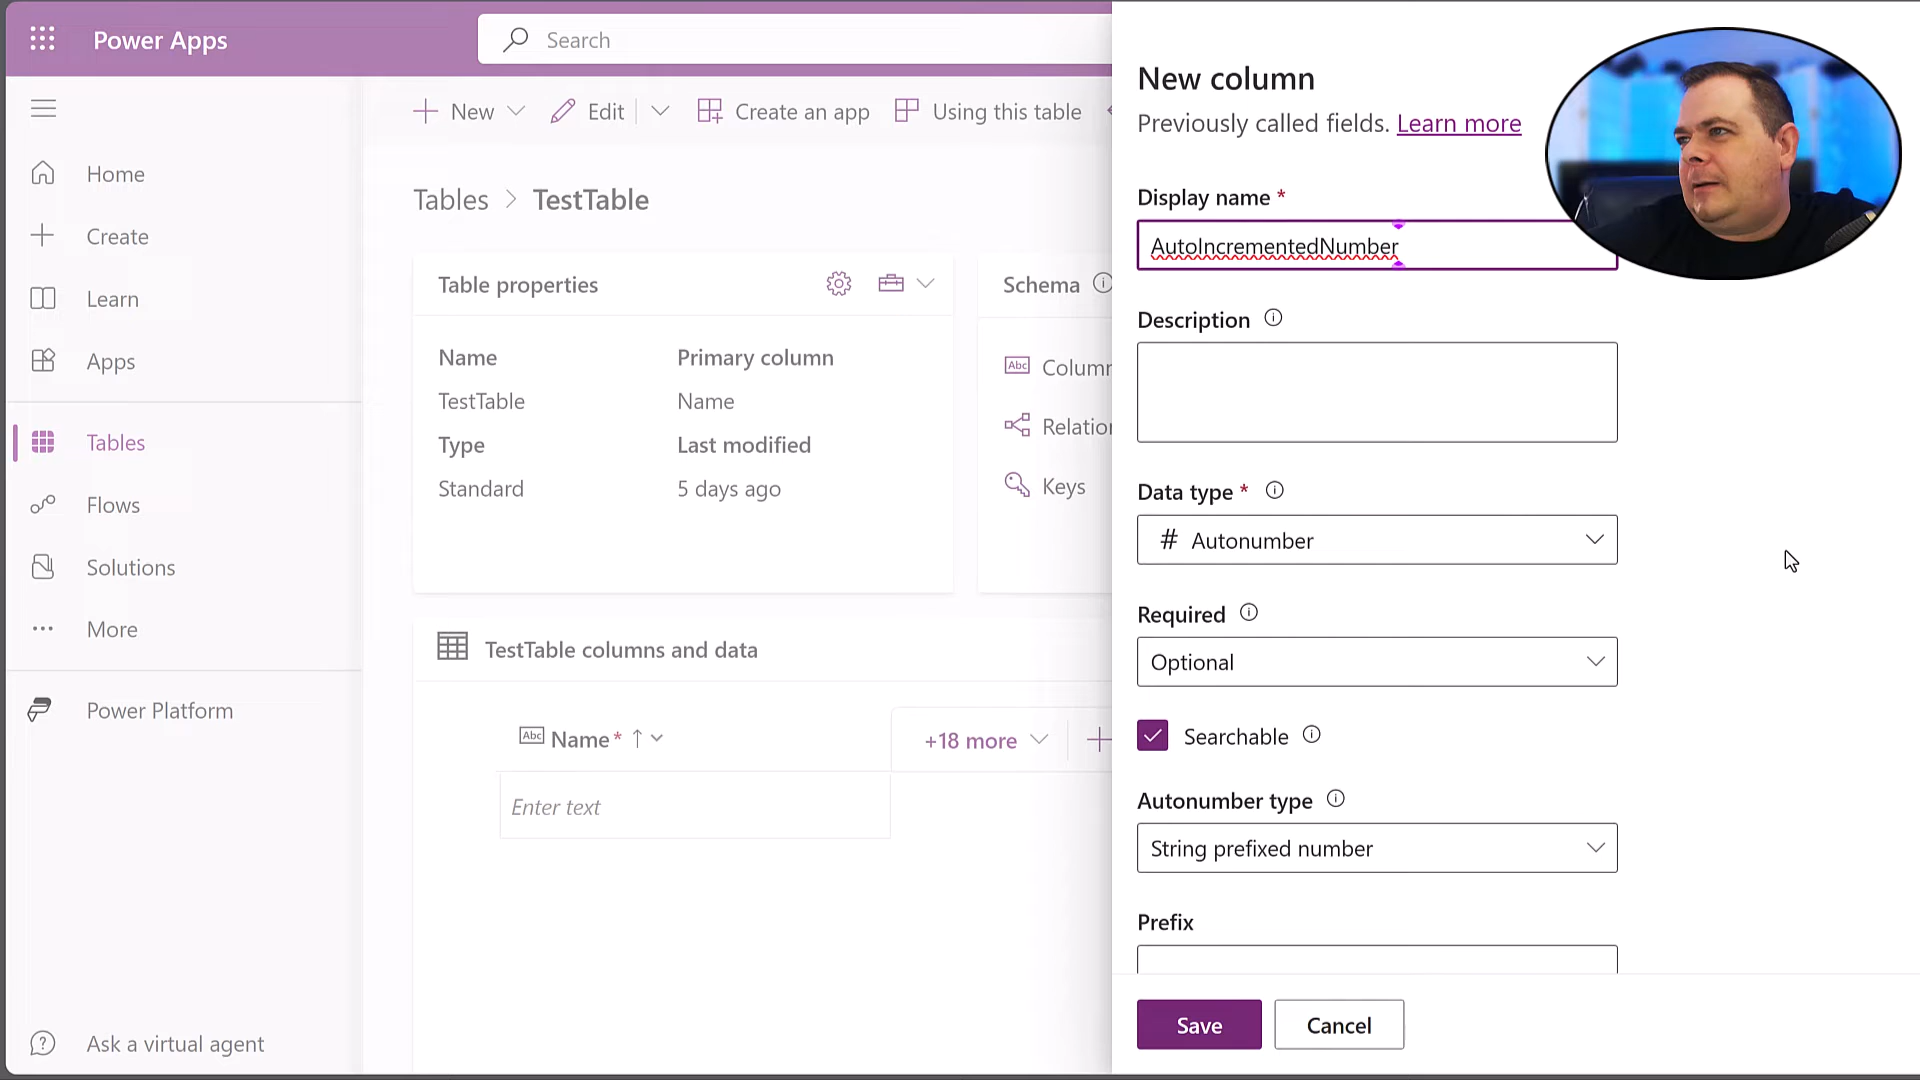 Power Apps
Search
New
Edit
Create an app
Using this table
Home
Create
Learn
Apps
Tables
Flows
Solutions
More
Power Platform
Ask a virtual agent
Tables > TestTable
Table properties
Name
Primary column
TestTable
Name
Type
Last modified
Standard
5 days ago
Schema
Abc
Relatio
Keys
TestTable columns and data
Abc Name *
+18 more
Enter text
New column
Previously called fields. Learn more
Display name *
AutoIncrementedNumber
Description
Data type *
# Autonumber
Required
Optional
Searchable
Autonumber type
String prefixed number
Prefix
Save
Cancel